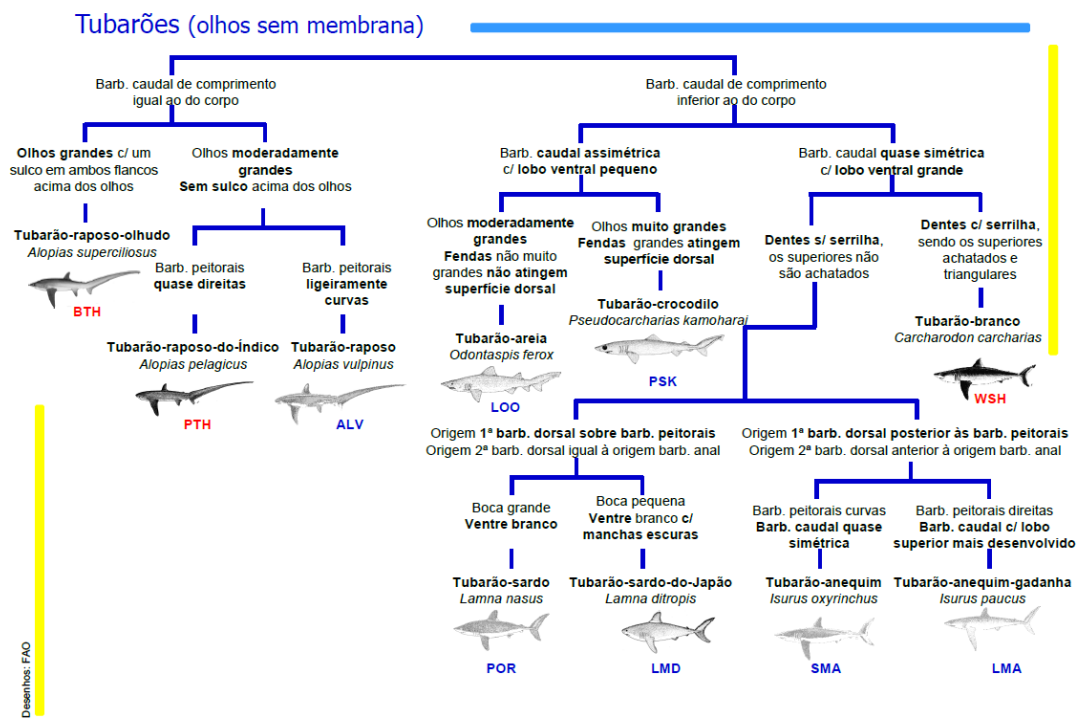 Tubarões (olhos sem membrana)
Barb. caudal de comprimento
igual ao do corpo
Barb. caudal de comprimento
inferior ao do corpo
Olhos grandes c/ um
sulco em ambos flancos
acima dos olhos
Olhos moderadamente
grandes
Sem sulco acima dos olhos
Barb. caudal assimétrica
c/ lobo ventral pequeno
Barb. caudal quase simétrica
c/ lobo ventral grande
Tubarão-raposo-olhudo
Alopias superciliosus
BTH
Barb. peitorais
quase direitas
Barb. peitorais
ligeiramente
curvas
Tubarão-raposo-do-Índico
Alopias pelagicus
PTH
Tubarão-raposo
Alopias vulpinus
ALV
Olhos moderadamente
grandes
Fendas não muito
grandes não atingem
superfície dorsal
Olhos muito grandes
Fendas grandes atingem
superfície dorsal
Dentes s/ serrilha,
os superiores não
são achatados
Dentes c/ serrilha,
sendo os superiores
achatados e
triangulares
Tubarão-areia
Odontaspis ferox
LOO
Tubarão-crocodilo
Pseudocarcharias kamoharai
PSK
Tubarão-branco
Carcharodon carcharias
WSH
Origem 1ª barb. dorsal sobre barb. peitorais
Origem 2ª barb. dorsal igual à origem barb. anal
Origem 1ª barb. dorsal posterior às barb. peitorais
Origem 2ª barb. dorsal anterior à origem barb. anal
Boca grande
Ventre branco
Boca pequena
Ventre branco c/
manchas escuras
Barb. peitorais curvas
Barb. caudal quase
simétrica
Barb. peitorais direitas
Barb. caudal c/ lobo
superior mais desenvolvido
Tubarão-sardo
Lamna nasus
POR
Tubarão-sardo-do-Japão
Lamna ditropis
LMD
Tubarão-anequim
Isurus oxyrinchus
SMA
Tubarão-anequim-gadanha
Isurus paucus
LMA
Desenhos: FAO